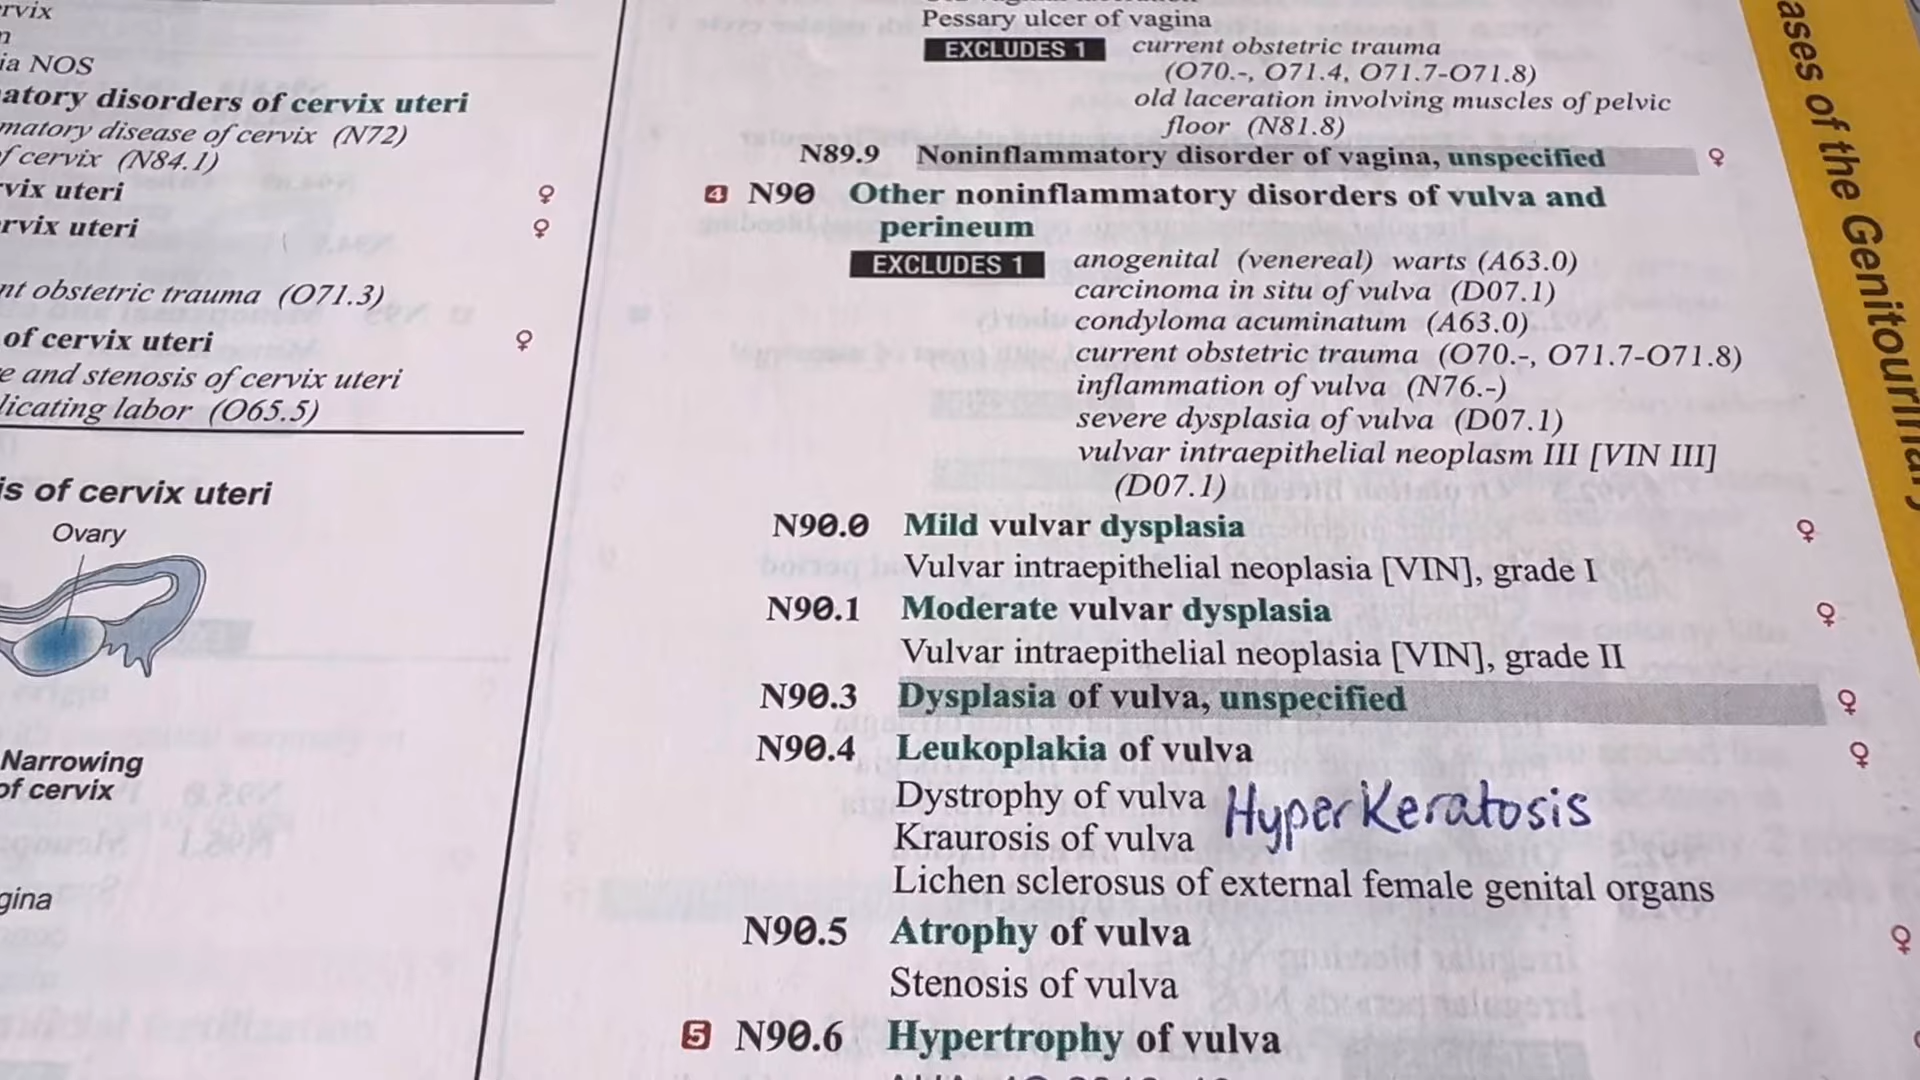 rvix
ia NOS
atory disorders of cervix uteri
matory disease of cervix (N72)
f cervix (N84.1)
vix uteri ♀
rvix uteri ♀
nt obstetric trauma (O71.3)
of cervix uteri ♀
e and stenosis of cervix uteri
licating labor (O65.5)
is of cervix uteri
Ovary
Narrowing
of cervix
gina
Pessary ulcer of vagina
EXCLUDES 1 current obstetric trauma
(O70.-, O71.4, O71.7-O71.8)
old laceration involving muscles of pelvic
floor (N81.8)
N89.9 Noninflammatory disorder of vagina, unspecified ♀
4 N90 Other noninflammatory disorders of vulva and
perineum
EXCLUDES 1 anogenital (venereal) warts (A63.0)
carcinoma in situ of vulva (D07.1)
condyloma acuminatum (A63.0)
current obstetric trauma (O70.-, O71.7-O71.8)
inflammation of vulva (N76.-)
severe dysplasia of vulva (D07.1)
vulvar intraepithelial neoplasm III [VIN III]
(D07.1)
N90.0 Mild vulvar dysplasia ♀
Vulvar intraepithelial neoplasia [VIN], grade I
N90.1 Moderate vulvar dysplasia ♀
Vulvar intraepithelial neoplasia [VIN], grade II
N90.3 Dysplasia of vulva, unspecified ♀
N90.4 Leukoplakia of vulva ♀
Dystrophy of vulva HyperKeratosis
Kraurosis of vulva
Lichen sclerosus of external female genital organs
N90.5 Atrophy of vulva ♀
Stenosis of vulva
5 N90.6 Hypertrophy of vulva
ases of the Genitourinary